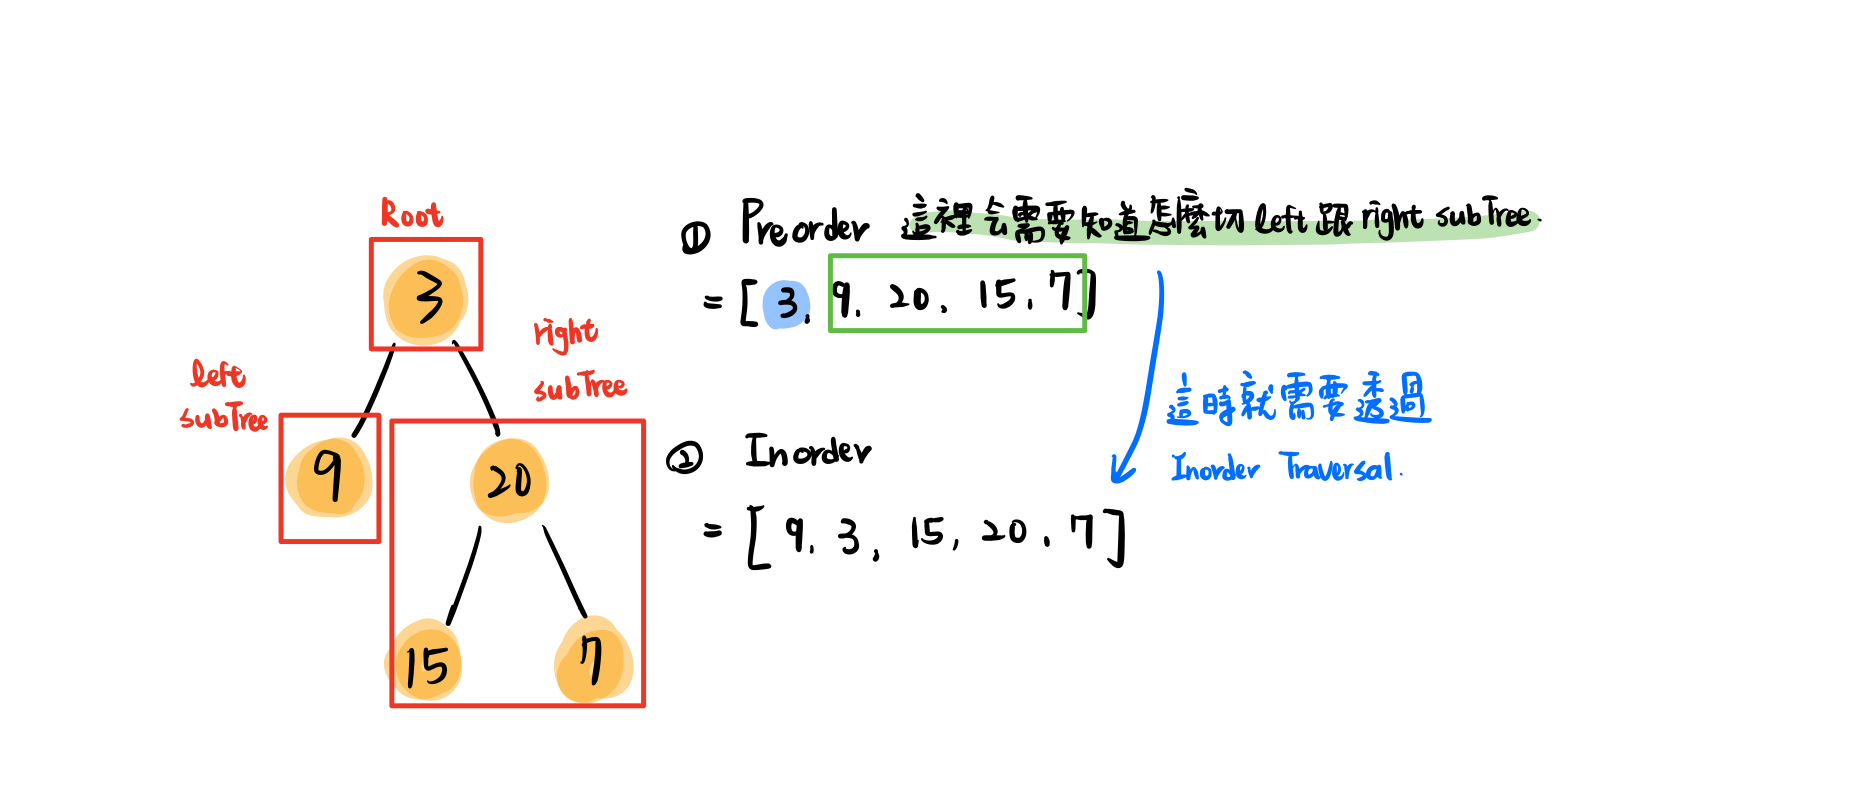 Root
3
left
subTree
right
subTree
9
20
15
7
① Preorder 這裡会需要知道怎麼切 left 跟 right subTree.
= [ 3, 9, 20, 15, 7]
這時就需要透過
Inorder Traversal.
② Inorder
= [ 9, 3, 15, 20, 7 ]